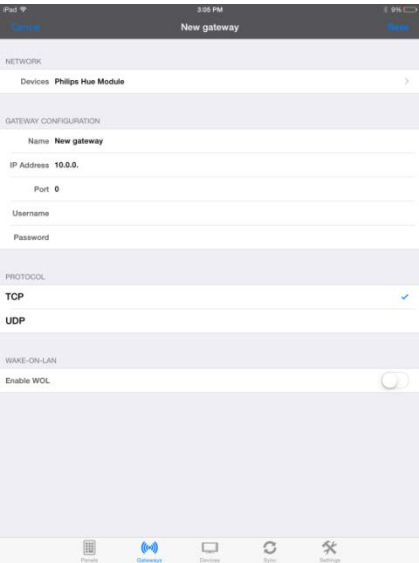 iPad 3:05 PM 9%
Cancel New gateway Save
NETWORK
Devices Philips Hue Module
GATEWAY CONFIGURATION
Name New gateway
IP Address 10.0.0.
Port 0
Username
Password
PROTOCOL
TCP
UDP
WAKE-ON-LAN
Enable WOL
Panels Gateways Devices Sync Settings